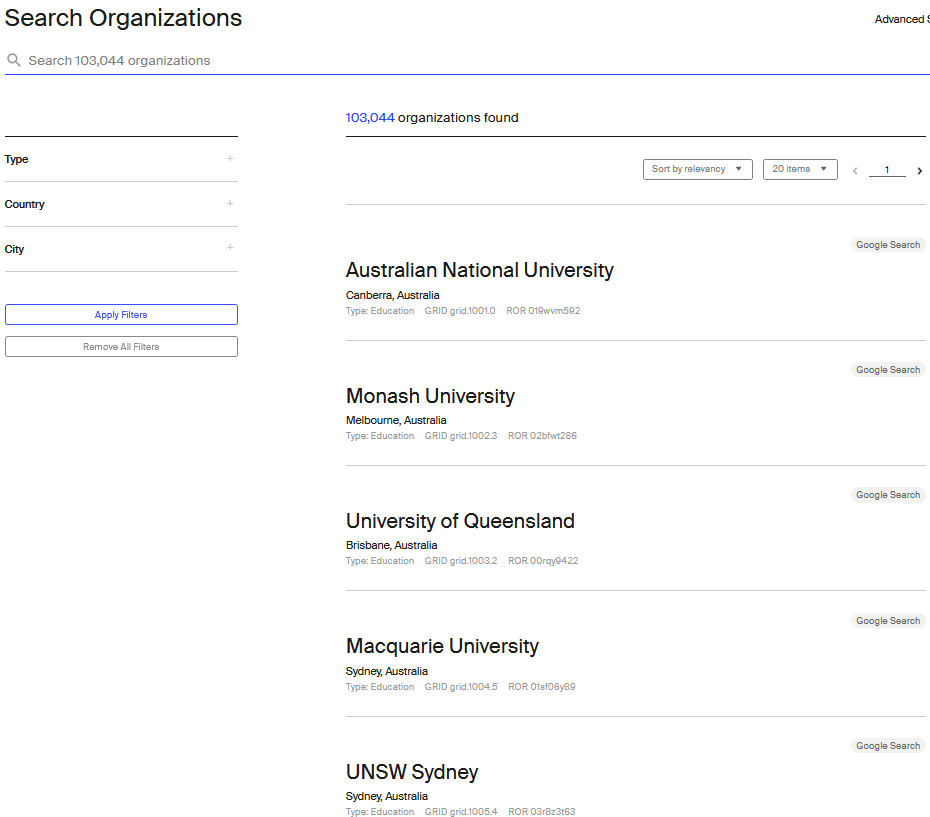 Search Organizations
Advanced
Search 103,044 organizations
103,044 organizations found
Type
Country
City
Apply Filters
Remove All Filters
Sort by relevancy
20 items
1
Google Search
Australian National University
Canberra, Australia
Type: Education GRID grid.1001.0 ROR 019wvm592
Google Search
Monash University
Melbourne, Australia
Type: Education GRID grid.1002.3 ROR 02bfwt286
Google Search
University of Queensland
Brisbane, Australia
Type: Education GRID grid.1003.2 ROR 00rqy9422
Google Search
Macquarie University
Sydney, Australia
Type: Education GRID grid.1004.5 ROR 01sf06y89
Google Search
UNSW Sydney
Sydney, Australia
Type: Education GRID grid.1005.4 ROR 03r8z3t63